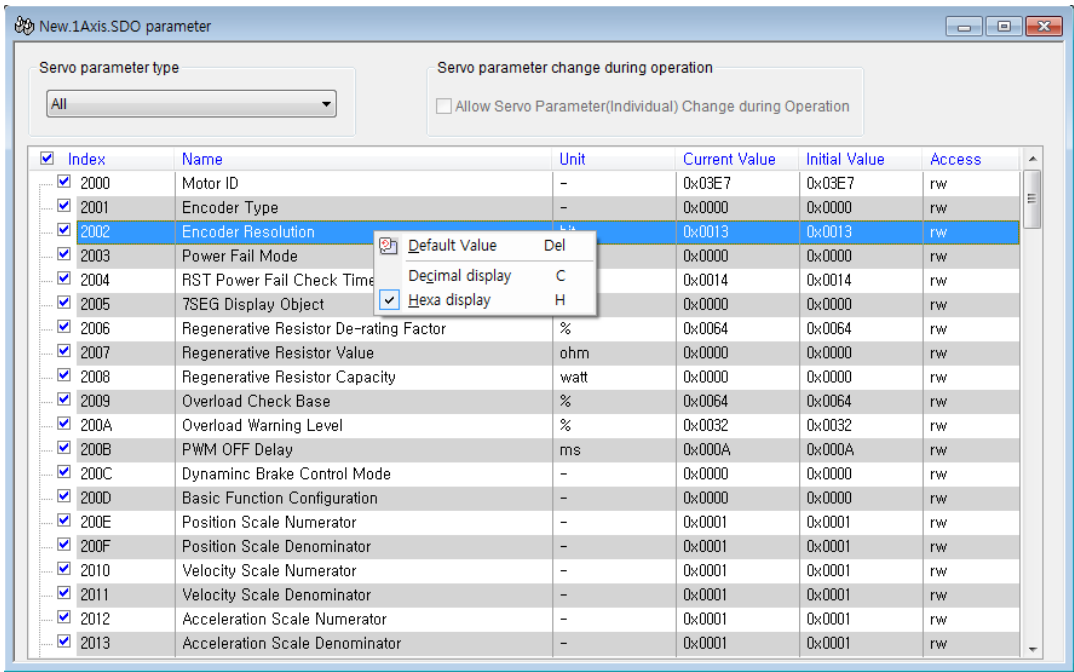 New.1Axis.SDO parameter
Servo parameter type
Servo parameter change during operation
All
Allow Servo Parameter(Individual) Change during Operation
Index Name Unit Current Value Initial Value Access
2000 Motor ID - 0x03E7 0x03E7 rw
2001 Encoder Type - 0x0000 0x0000 rw
2002 Encoder Resolution 0x0013 0x0013 rw
Default Value Del
2003 Power Fail Mode 0x0000 0x0000 rw
Decimal display C
2004 RST Power Fail Check Time 0x0014 0x0014 rw
Hexa display H
2005 7SEG Display Object 0x0000 0x0000 rw
2006 Regenerative Resistor De-rating Factor % 0x0064 0x0064 rw
2007 Regenerative Resistor Value ohm 0x0000 0x0000 rw
2008 Regenerative Resistor Capacity watt 0x0000 0x0000 rw
2009 Overload Check Base % 0x0064 0x0064 rw
200A Overload Warning Level % 0x0032 0x0032 rw
200B PWM OFF Delay ms 0x000A 0x000A rw
200C Dynaminc Brake Control Mode - 0x0000 0x0000 rw
200D Basic Function Configuration - 0x0000 0x0000 rw
200E Position Scale Numerator - 0x0001 0x0001 rw
200F Position Scale Denominator - 0x0001 0x0001 rw
2010 Velocity Scale Numerator - 0x0001 0x0001 rw
2011 Velocity Scale Denominator - 0x0001 0x0001 rw
2012 Acceleration Scale Numerator - 0x0001 0x0001 rw
2013 Acceleration Scale Denominator - 0x0001 0x0001 rw